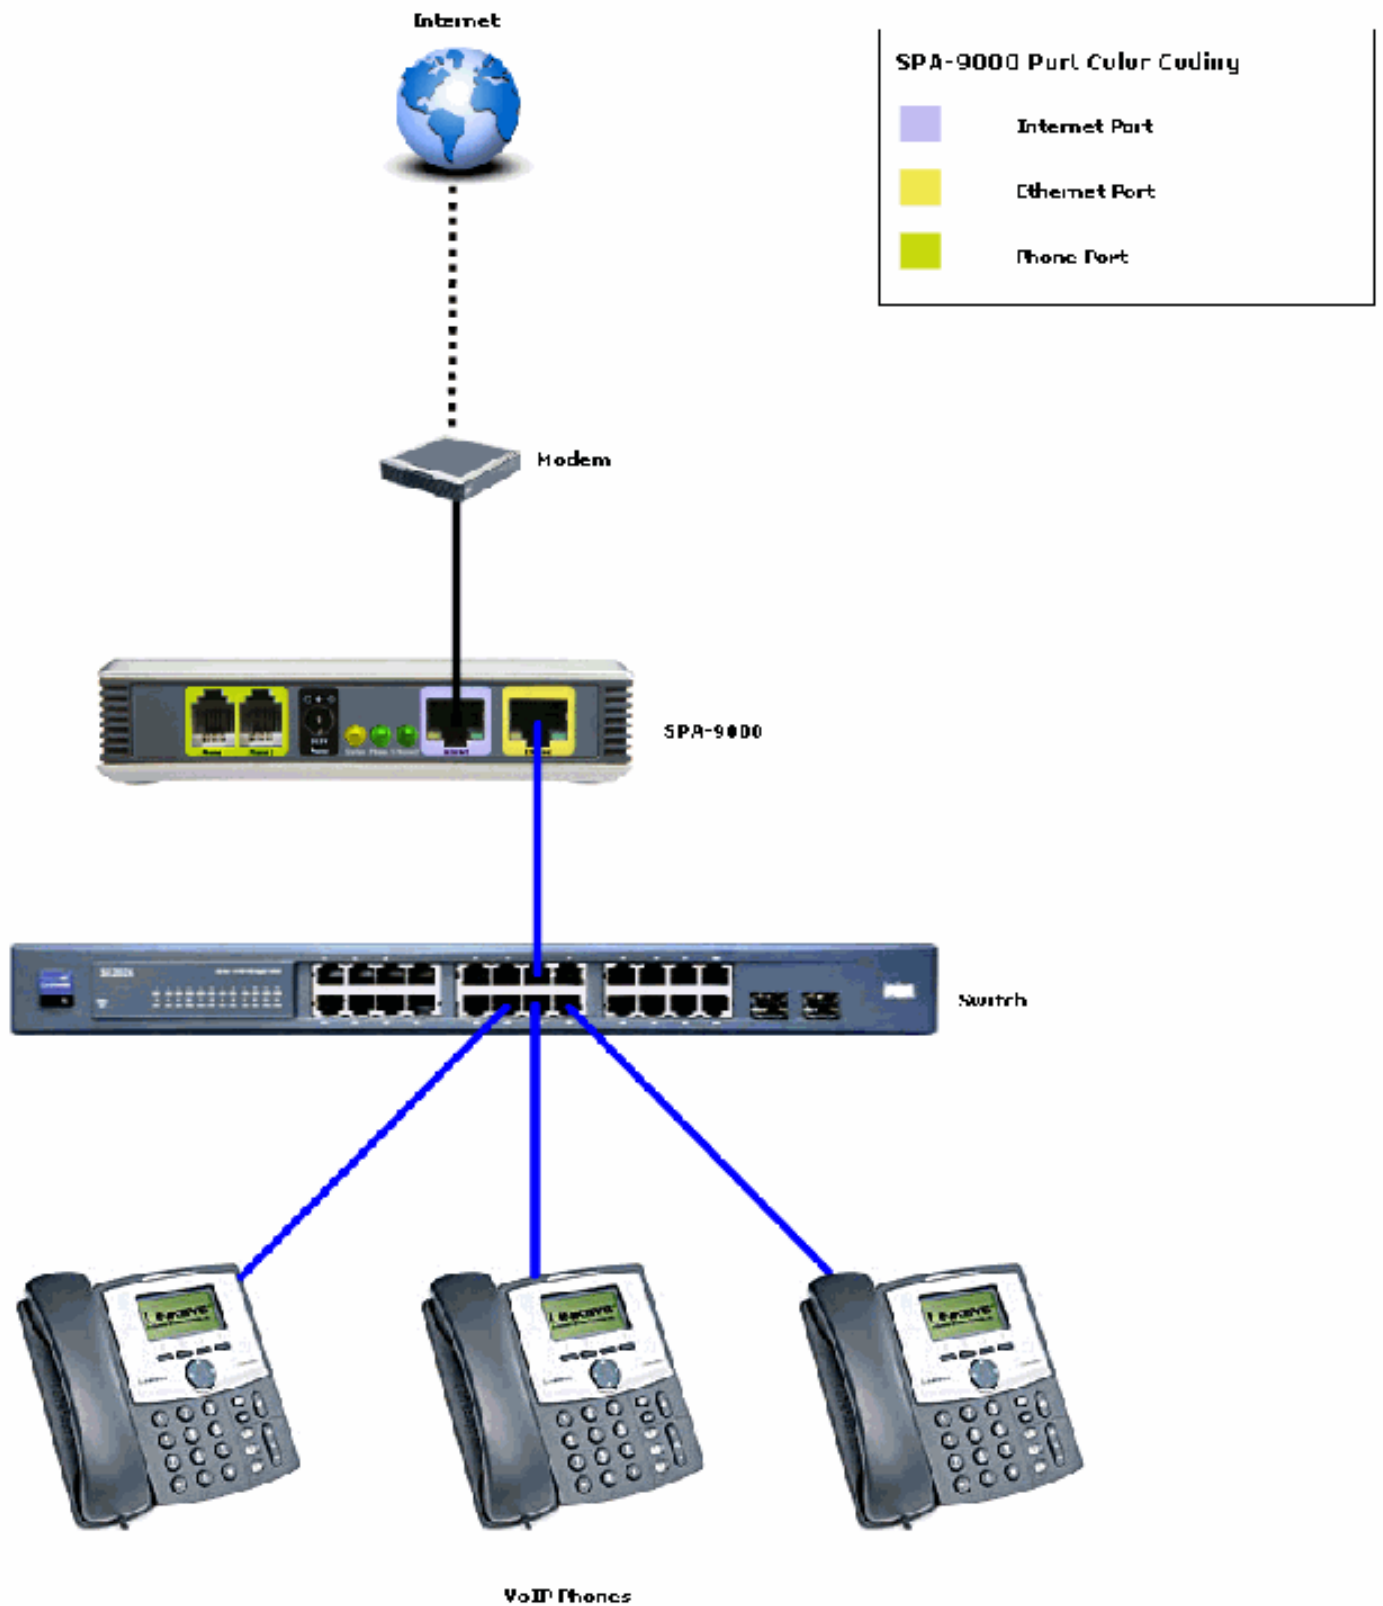 Internet
SPA-9000 Port Color Coding
Internet Port
Ethernet Port
Phone Port
Modem
SPA-9000
Switch
VoIP Phones